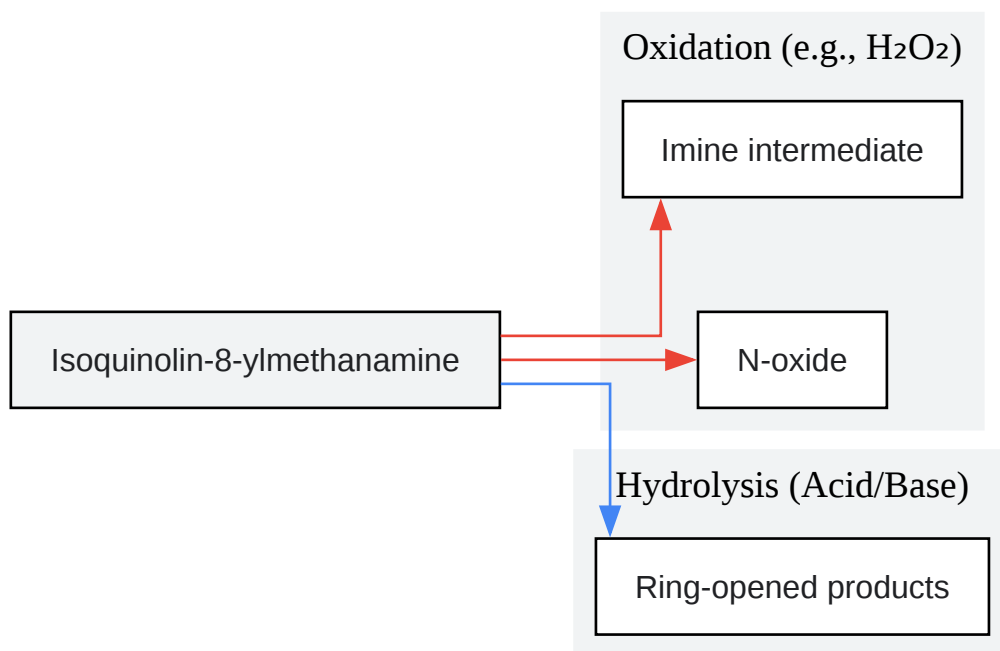 Oxidation (e.g., H₂O₂)
Imine intermediate
Isoquinolin-8-ylmethanamine
N-oxide
Hydrolysis (Acid/Base)
Ring-opened products